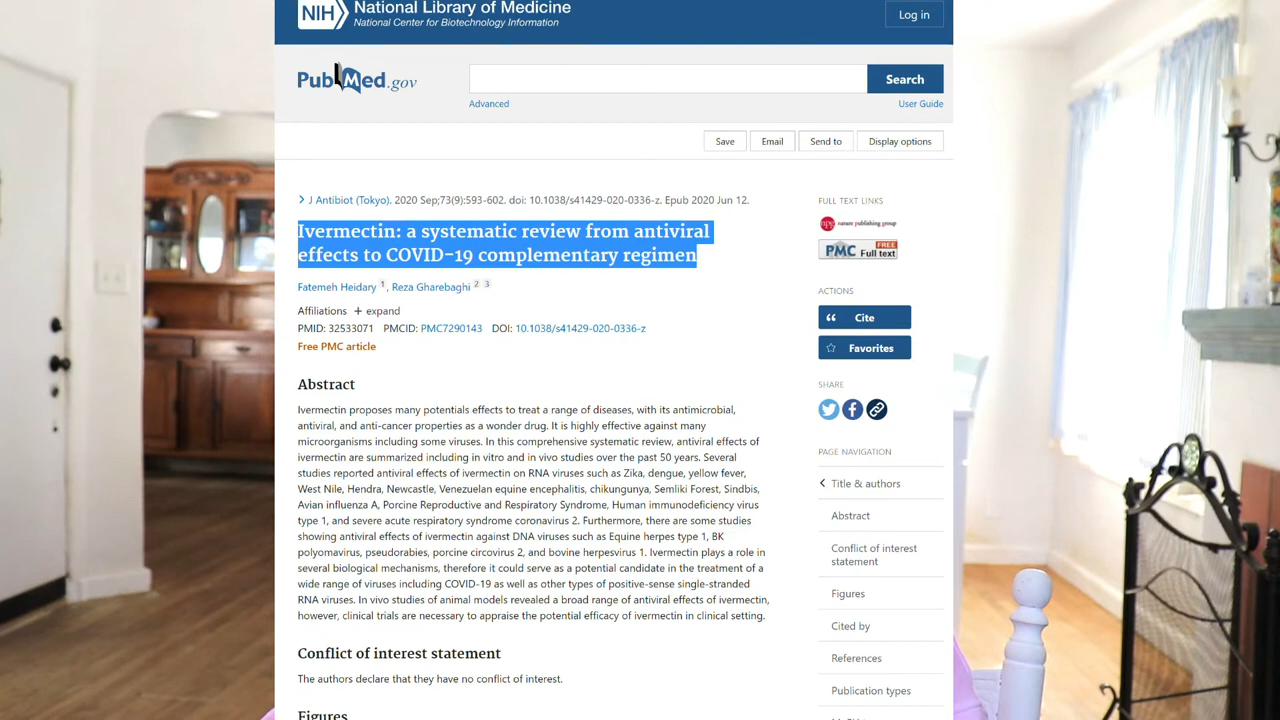 NIH National Library of Medicine
National Center for Biotechnology Information
Log in
PubMed.gov
Search
Advanced
User Guide
Save
Email
Send to
Display options
J Antibiot (Tokyo). 2020 Sep;73(9):593-602. doi: 10.1038/s41429-020-0336-z. Epub 2020 Jun 12.
Ivermectin: a systematic review from antiviral
effects to COVID-19 complementary regimen
Fatemeh Heidary 1, Reza Gharebaghi 2 3
Affiliations + expand
PMID: 32533071 PMCID: PMC7290143 DOI: 10.1038/s41429-020-0336-z
Free PMC article
Abstract
Ivermectin proposes many potentials effects to treat a range of diseases, with its antimicrobial,
antiviral, and anti-cancer properties as a wonder drug. It is highly effective against many
microorganisms including some viruses. In this comprehensive systematic review, antiviral effects of
ivermectin are summarized including in vitro and in vivo studies over the past 50 years. Several
studies reported antiviral effects of ivermectin on RNA viruses such as Zika, dengue, yellow fever,
West Nile, Hendra, Newcastle, Venezuelan equine encephalitis, chikungunya, Semliki Forest, Sindbis,
Avian influenza A, Porcine Reproductive and Respiratory Syndrome, Human immunodeficiency virus
type 1, and severe acute respiratory syndrome coronavirus 2. Furthermore, there are some studies
showing antiviral effects of ivermectin against DNA viruses such as Equine herpes type 1, BK
polyomavirus, pseudorabies, porcine circovirus 2, and bovine herpesvirus 1. Ivermectin plays a role in
several biological mechanisms, therefore it could serve as a potential candidate in the treatment of a
wide range of viruses including COVID-19 as well as other types of positive-sense single-stranded
RNA viruses. In vivo studies of animal models revealed a broad range of antiviral effects of ivermectin,
however, clinical trials are necessary to appraise the potential efficacy of ivermectin in clinical setting.
Conflict of interest statement
The authors declare that they have no conflict of interest.
Figures
FULL TEXT LINKS
npg nature publishing group
PMC FREE Full text
ACTIONS
Cite
Favorites
SHARE
PAGE NAVIGATION
Title & authors
Abstract
Conflict of interest
statement
Figures
Cited by
References
Publication types